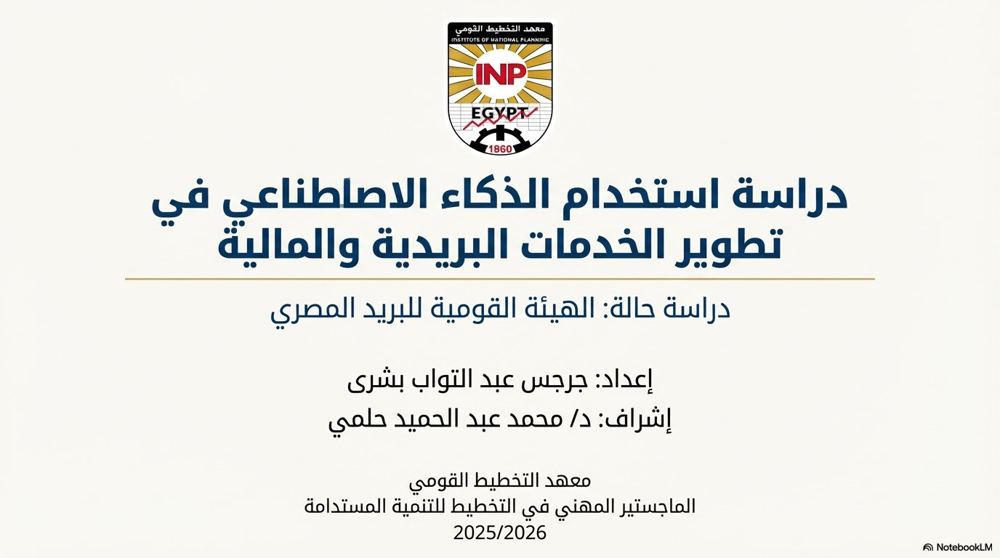 معهد التخطيط القومي
INSTITUTE OF NATIONAL PLANNING
INP
EGYPT
1860
دراسة استخدام الذكاء الاصطناعي في
تطوير الخدمات البريدية والمالية
دراسة حالة: الهيئة القومية للبريد المصري
إعداد: جرجس عبد التواب بشرى
إشراف: د/ محمد عبد الحميد حلمي
معهد التخطيط القومي
الماجستير المهني في التخطيط للتنمية المستدامة
2025/2026
NotebookLM